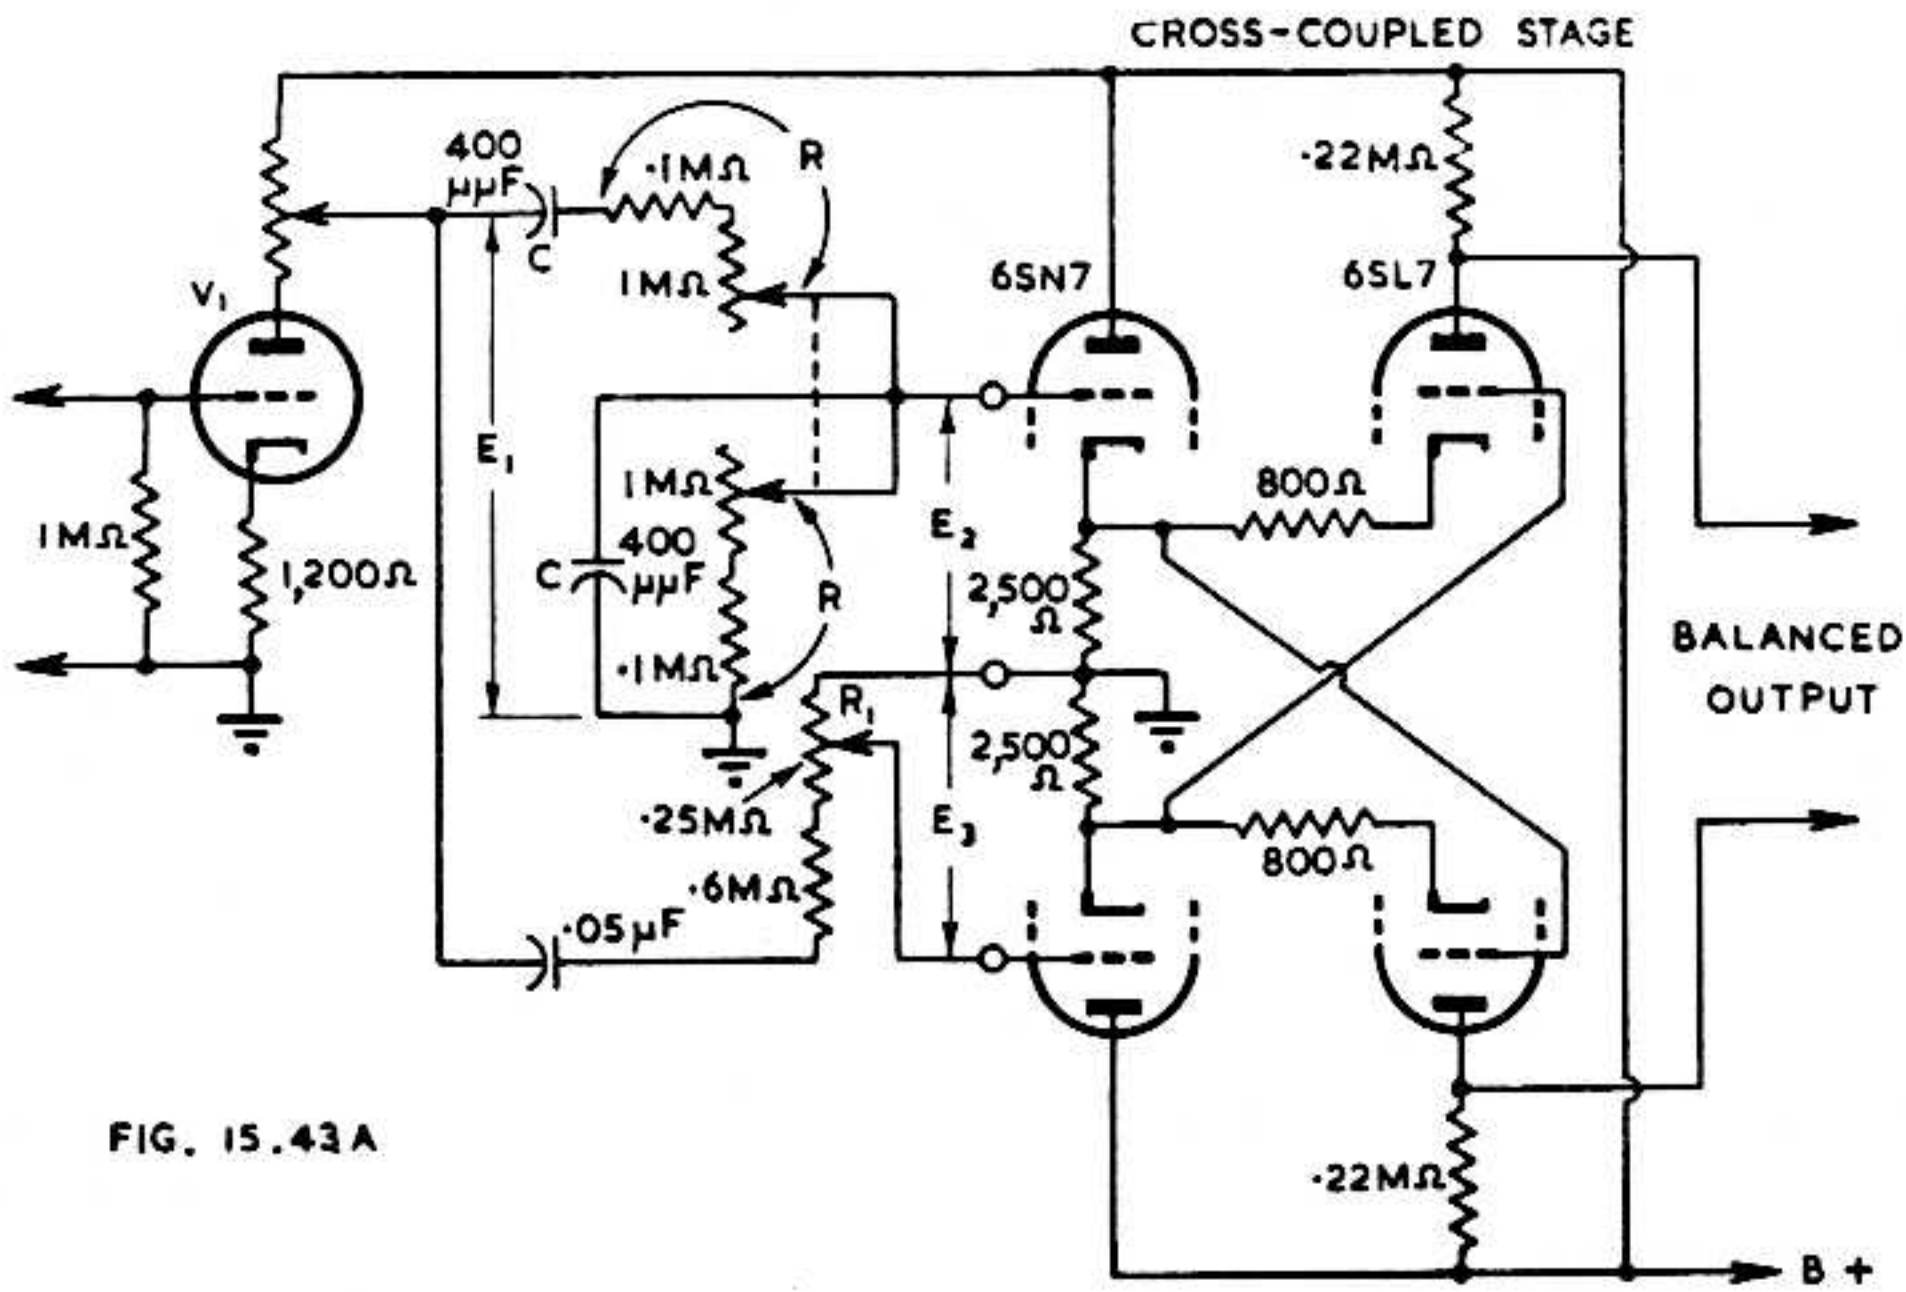 CROSS-COUPLED STAGE
400
μμF
C
·1MΩ
R
1MΩ
V₁
6SN7
6SL7
·22MΩ
E₁
1MΩ
1,200Ω
1MΩ
C
400
μμF
·1MΩ
R
E₂
2,500
Ω
800Ω
R₁
·25MΩ
2,500
Ω
E₃
800Ω
·6MΩ
·05μF
BALANCED
OUTPUT
·22MΩ
B +
FIG. 15.43A